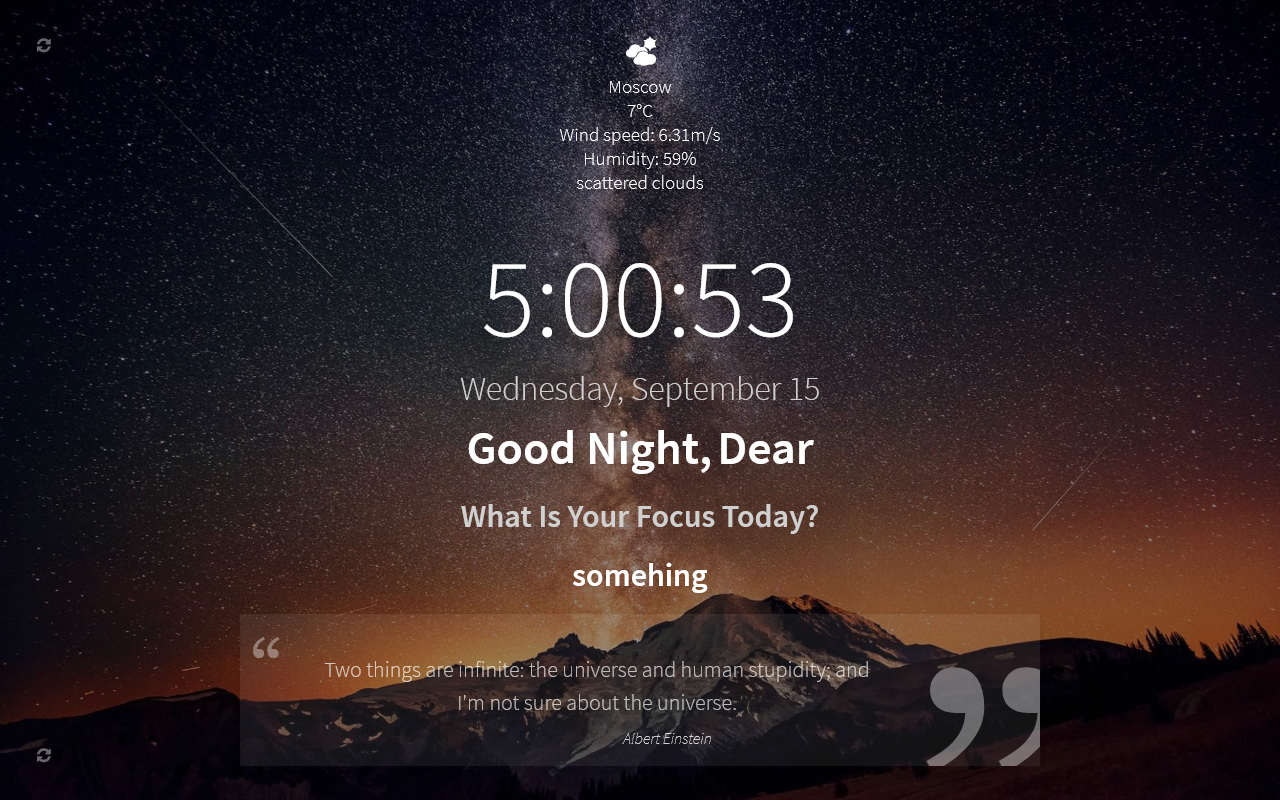 Moscow
7°C
Wind speed: 6.31m/s
Humidity: 59%
scattered clouds
5:00:53
Wednesday, September 15
Good Night, Dear
What Is Your Focus Today?
somehing
“
Two things are infinite: the universe and human stupidity; and
I'm not sure about the universe.
Albert Einstein
”